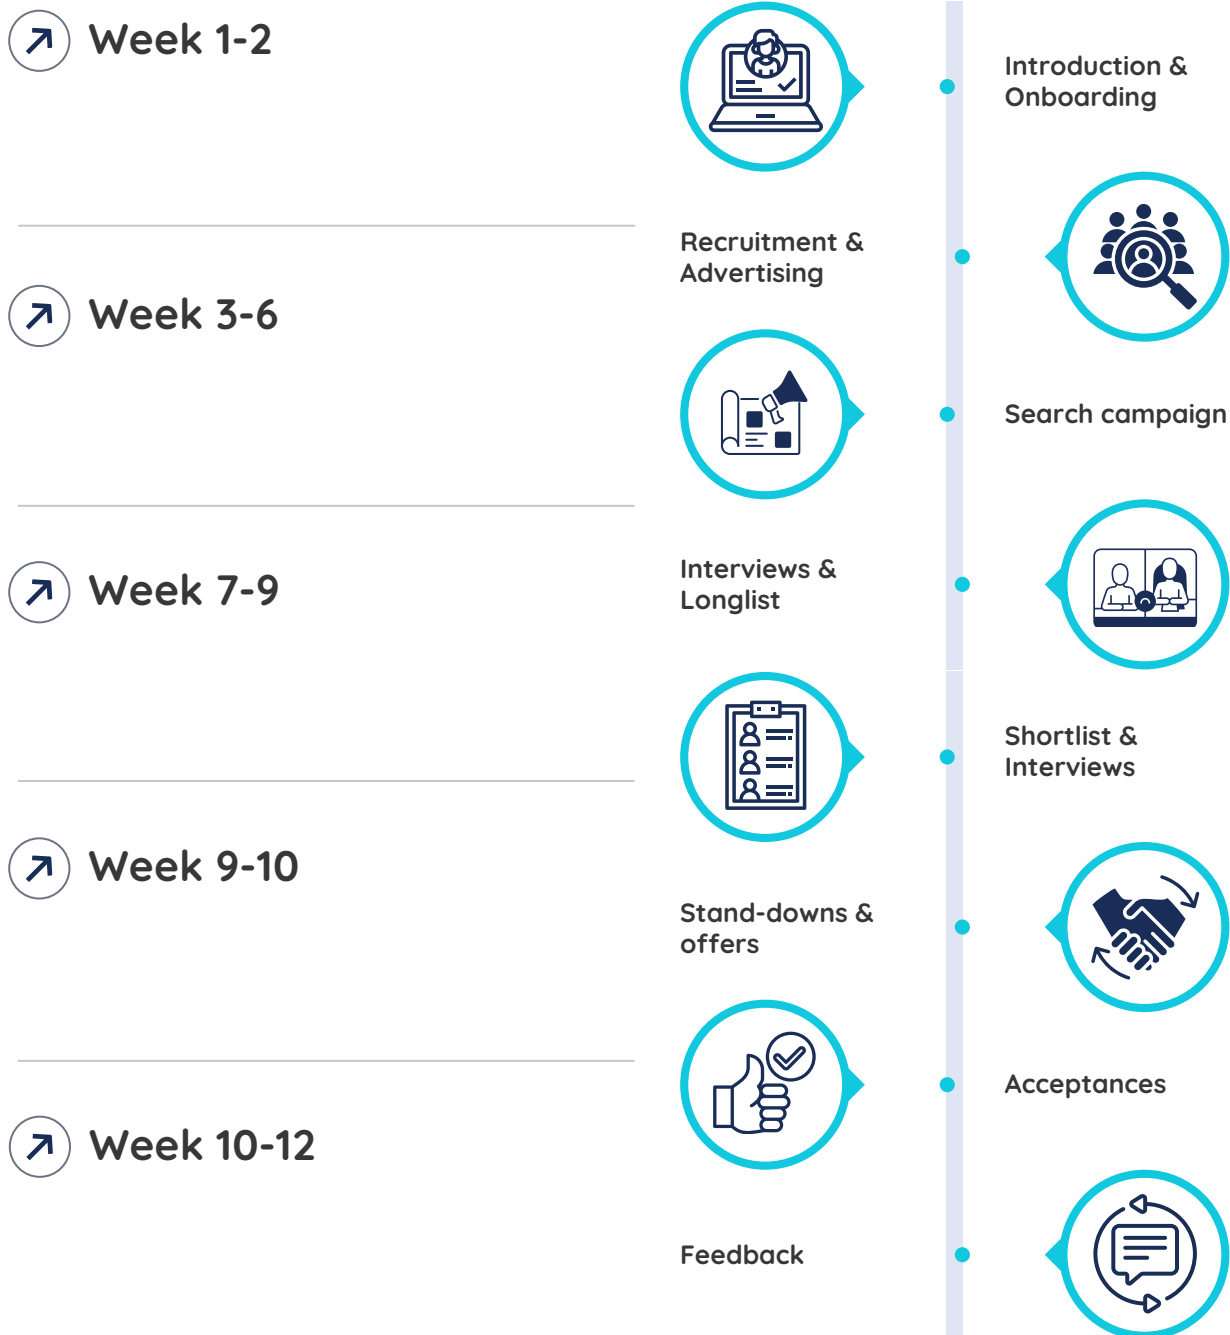 Week 1-2
Introduction &
Onboarding
Recruitment &
Advertising
Week 3-6
Search campaign
Interviews &
Longlist
Week 7-9
Shortlist &
Interviews
Week 9-10
Stand-downs &
offers
Acceptances
Week 10-12
Feedback